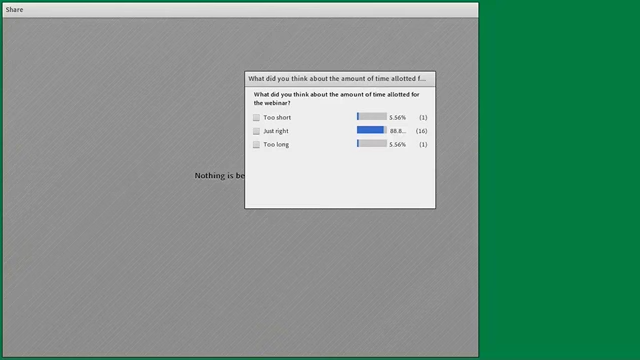 Share
What did you think about the amount of time allotted f...
What did you think about the amount of time allotted for
the webinar?
Too short 5.56% (1)
Just right 88.8... (16)
Too long 5.56% (1)
Nothing is be